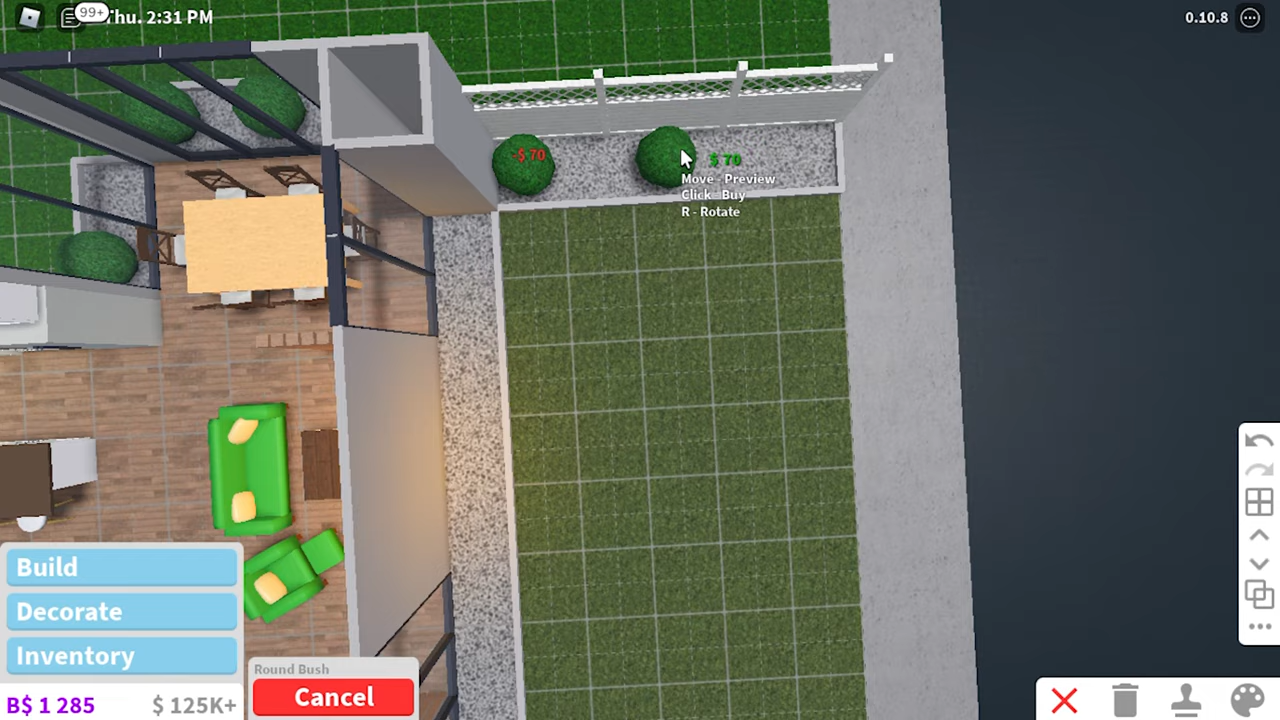 99+
Thu. 2:31 PM
0.10.8
-$ 70
$ 70
Move - Preview
Click - Buy
R - Rotate
Build
Decorate
Inventory
Round Bush
Cancel
B$ 1 285
$ 125K+